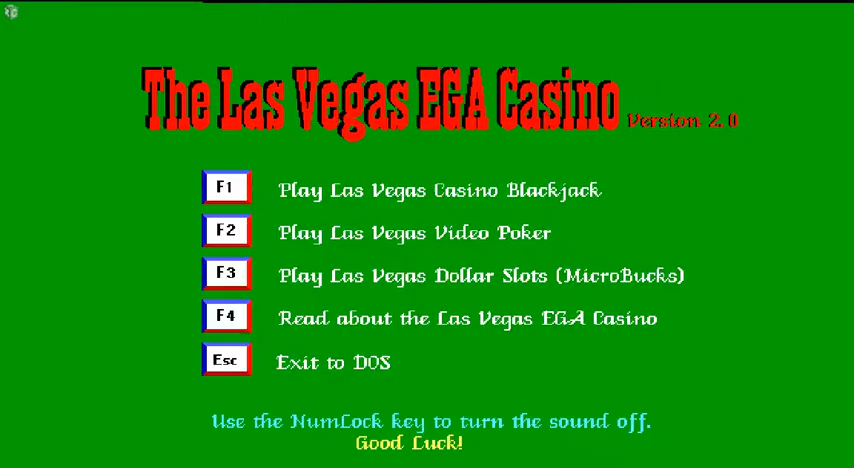 The Las Vegas EGA Casino Version 2.0
F1 Play Las Vegas Casino Blackjack
F2 Play Las Vegas Video Poker
F3 Play Las Vegas Dollar Slots (MicroBucks)
F4 Read about the Las Vegas EGA Casino
Esc Exit to DOS
Use the NumLock key to turn the sound off.
Good Luck!